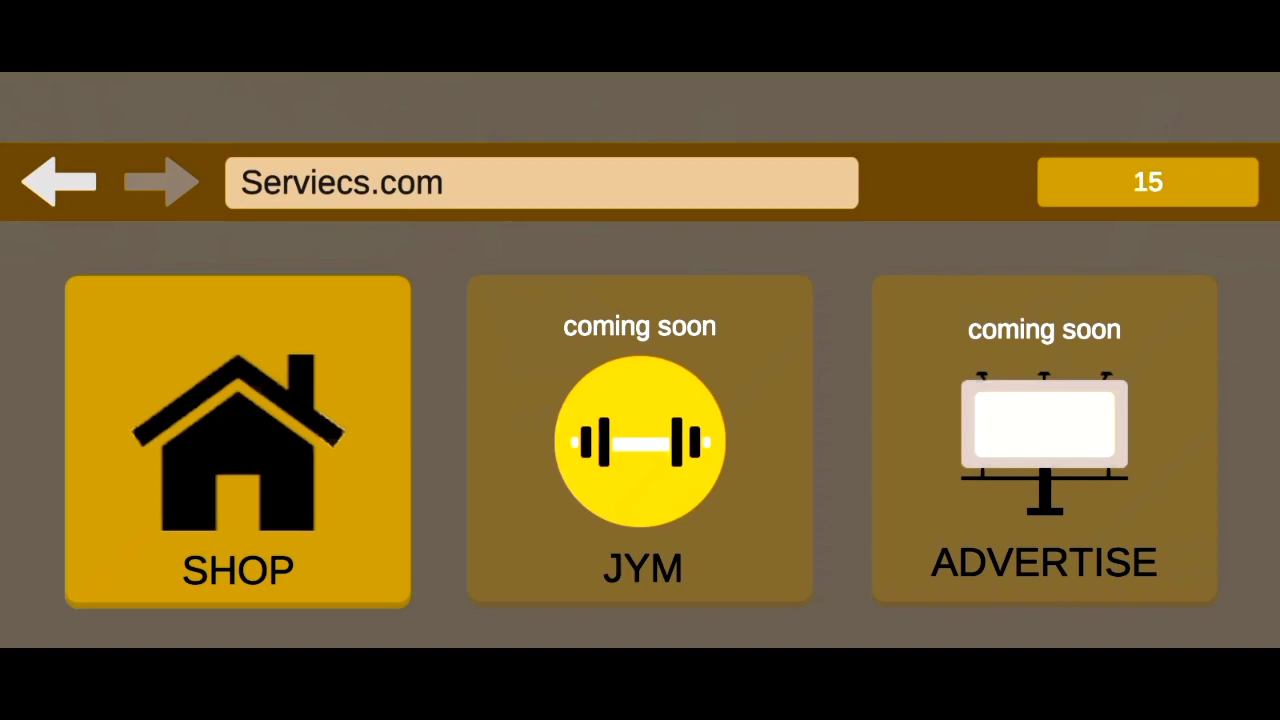 Serviecs.com
15
coming soon
coming soon
SHOP
JYM
ADVERTISE